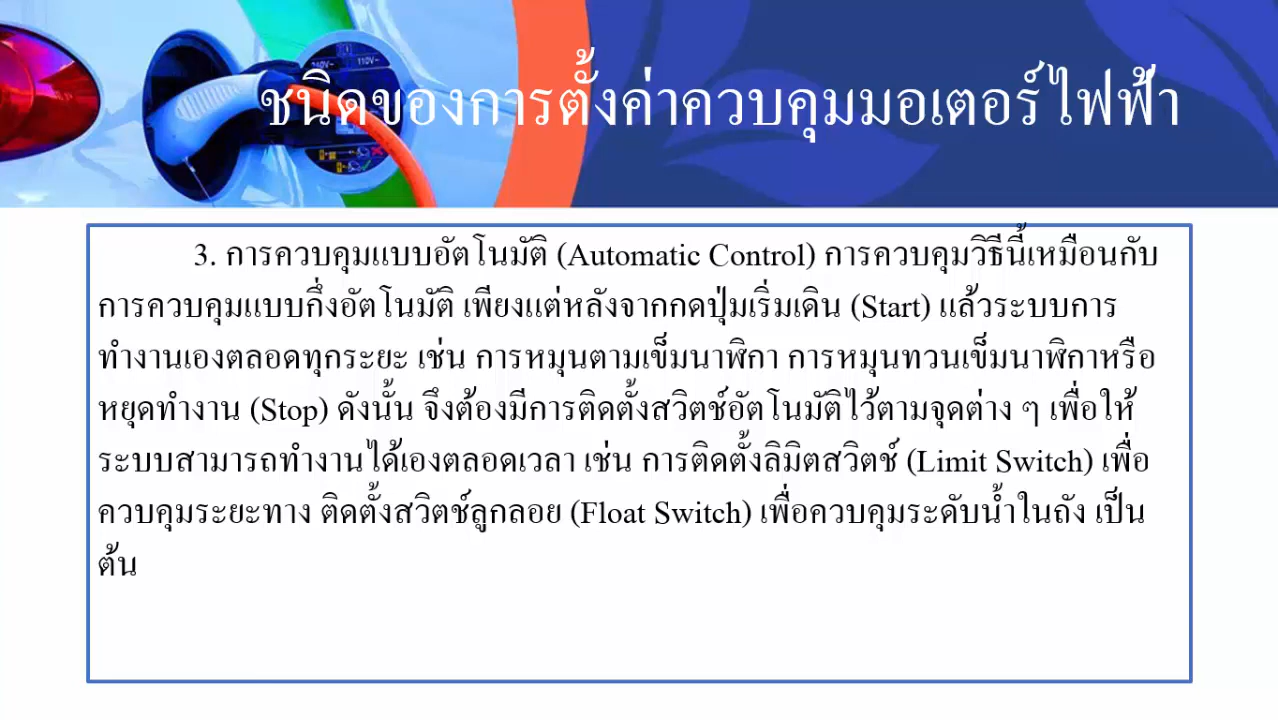 ชนิดของการตั้งค่าควบคุมมอเตอร์ไฟฟ้า
240V~ 110V~
3. การควบคุมแบบอัตโนมัติ (Automatic Control) การควบคุมวิธีนี้เหมือนกับ
การควบคุมแบบกึ่งอัตโนมัติ เพียงแต่หลังจากกดปุ่มเริ่มเดิน (Start) แล้วระบบการ
ทำงานเองตลอดทุกระยะ เช่น การหมุนตามเข็มนาฬิกา การหมุนทวนเข็มนาฬิกาหรือ
หยุดทำงาน (Stop) ดังนั้น จึงต้องมีการติดตั้งสวิตช์อัตโนมัติไว้ตามจุดต่าง ๆ เพื่อให้
ระบบสามารถทำงานได้เองตลอดเวลา เช่น การติดตั้งลิมิตสวิตช์ (Limit Switch) เพื่อ
ควบคุมระยะทาง ติดตั้งสวิตช์ลูกลอย (Float Switch) เพื่อควบคุมระดับน้ำในถัง เป็น
ต้น